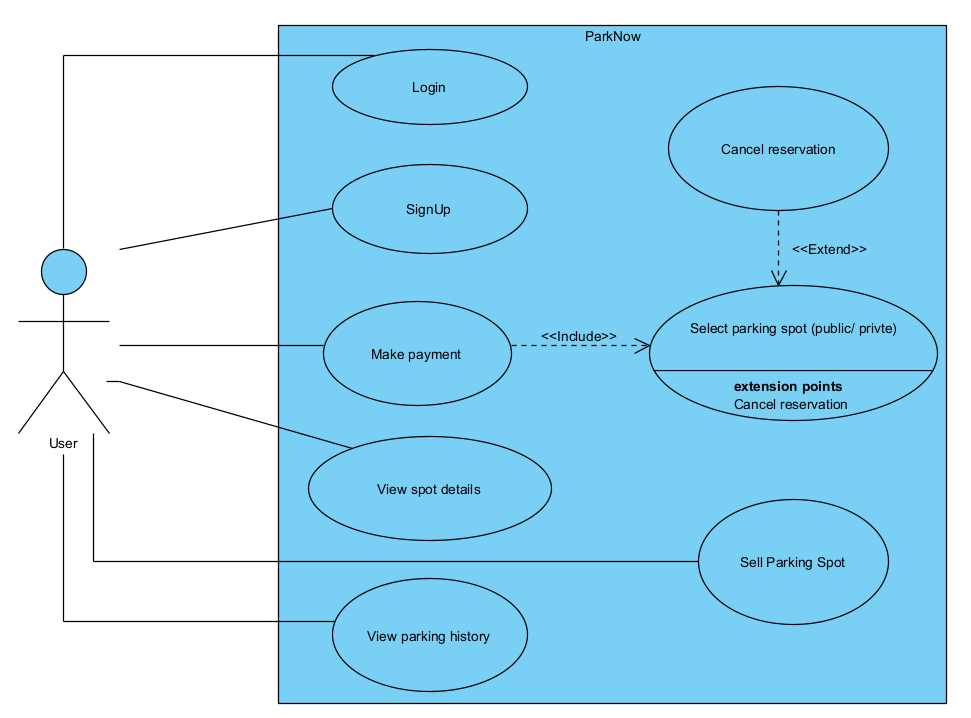 ParkNow
Login
Cancel reservation
SignUp
<<Extend>>
Select parking spot (public/ privte)
<<Include>>
Make payment
extension points
Cancel reservation
User
View spot details
Sell Parking Spot
View parking history